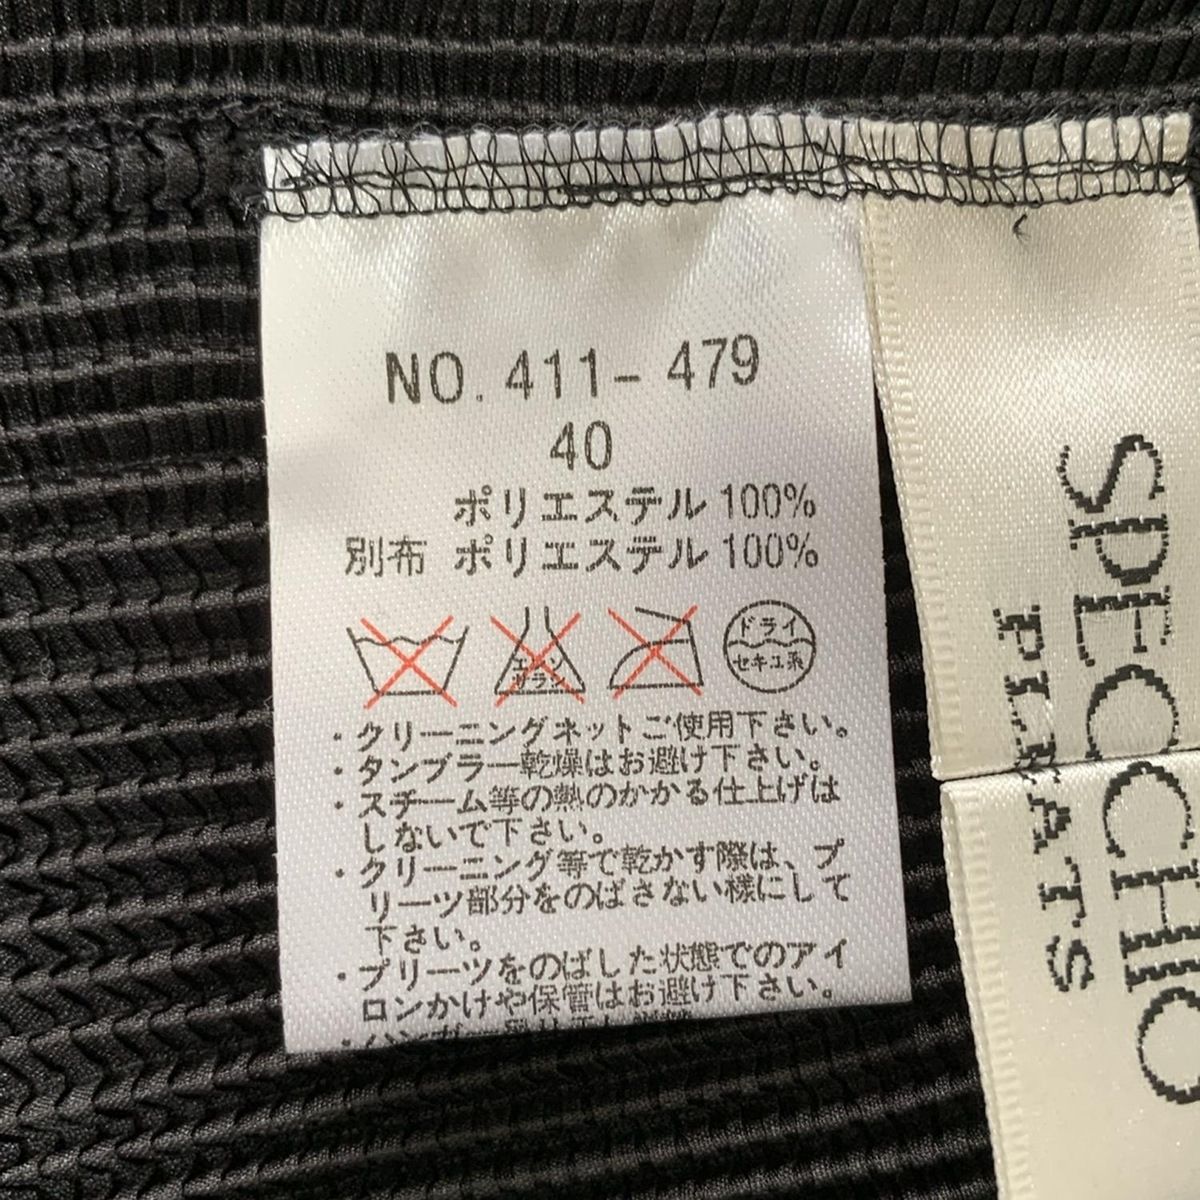 NO. 411-479
40
ポリエステル 100%
別布 ポリエステル 100%
エンソ
サラシ
ドライ
セキユ系
・クリーニングネットご使用下さい。
・タンブラー乾燥はお避け下さい。
・スチーム等の熱のかかる仕上げは
しないで下さい。
・クリーニング等で乾かす際は、プ
リーツ部分をのばさない様にして
下さい。
・プリーツをのばした状態でのアイ
ロンかけや保管はお避け下さい。
SPECCHIO
PLEATS